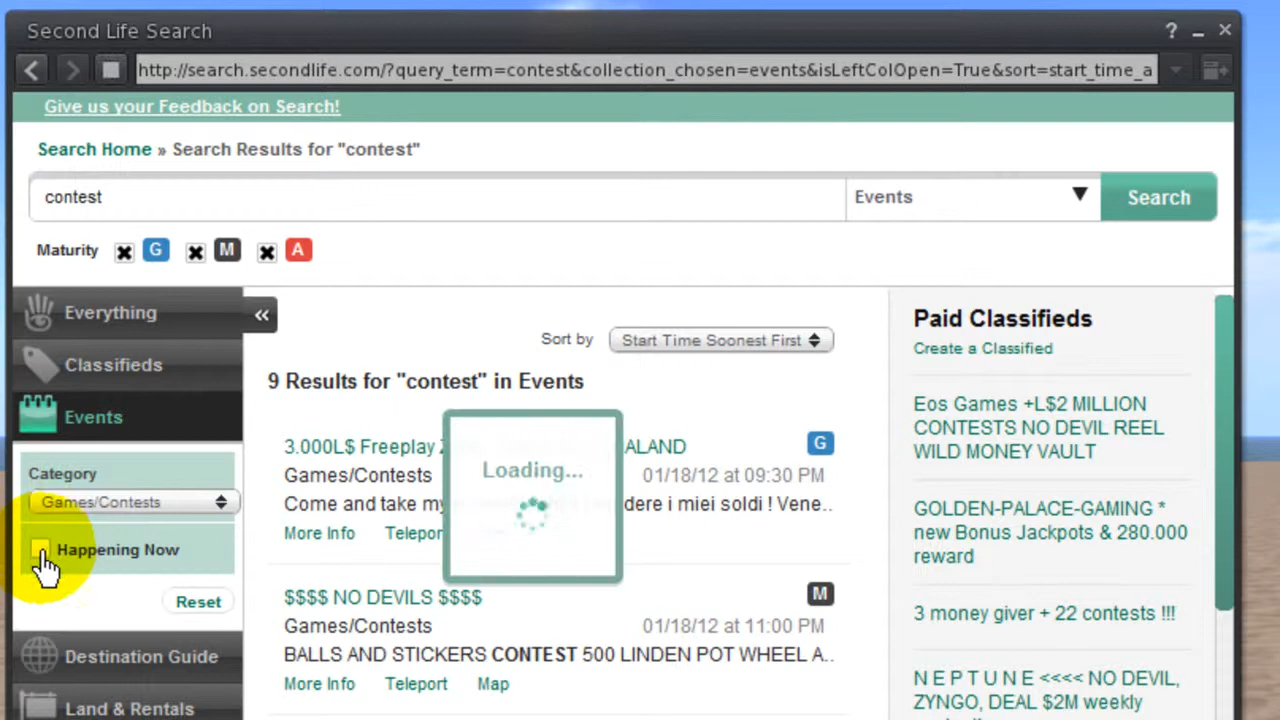 Second Life Search
?
http://search.secondlife.com/?query_term=contest&collection_chosen=events&isLeftColOpen=True&sort=start_time_a
Give us your Feedback on Search!
Search Home » Search Results for "contest"
contest
Events
Search
Maturity G M A
Everything
Classifieds
Events
Category
Games/Contests
Happening Now
Reset
Destination Guide
Land & Rentals
«
Sort by Start Time Soonest First
9 Results for "contest" in Events
3.000L$ Freeplay ALAND G
Games/Contests 01/18/12 at 09:30 PM
Come and take my dere i miei soldi ! Vene..
More Info
Loading...
$$$$ NO DEVILS $$$$ M
Games/Contests 01/18/12 at 11:00 PM
BALLS AND STICKERS CONTEST 500 LINDEN POT WHEEL A..
More Info Teleport Map
Paid Classifieds
Create a Classified
Eos Games +L$2 MILLION
CONTESTS NO DEVIL REEL
WILD MONEY VAULT
GOLDEN-PALACE-GAMING *
new Bonus Jackpots & 280.000
reward
3 money giver + 22 contests !!!
N E P T U N E <<<< NO DEVIL,
ZYNGO, DEAL $2M weekly